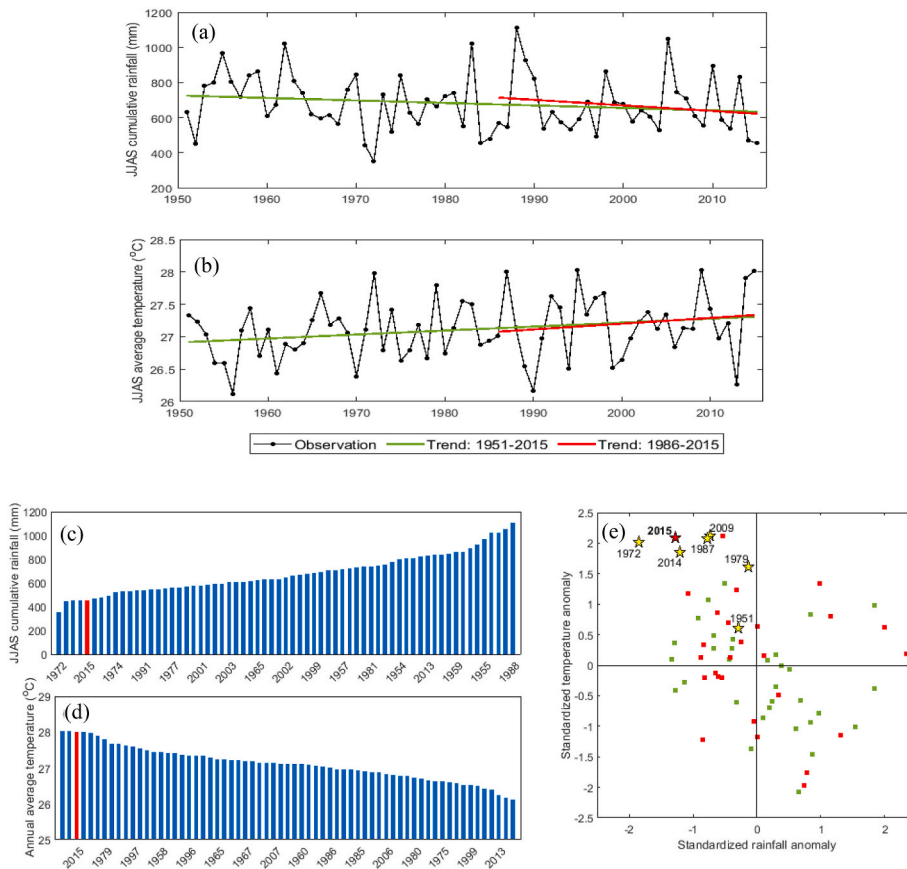 (a)
JJAS cumulative rainfall (mm)
1200
1000
800
600
400
200
1950 1960 1970 1980 1990 2000 2010
(b)
JJAS average temperature (°C)
28.5
28
27.5
27
26.5
26
1950 1960 1970 1980 1990 2000 2010
Observation Trend: 1951-2015 Trend: 1986-2015
(c)
JJAS cumulative rainfall (mm)
1200
1000
800
600
400
200
0
1972 2015 1974 1991 1977 2001 2003 1965 2002 1999 1957 1981 1954 2013 1959 1955 1988
(d)
Annual average temperature (°C)
28
27
26
25
2015 1979 1997 1958 1996 1965 1967 2007 1960 1986 1985 2006 1980 1975 1999 2013
(e)
Standardized temperature anomaly
2.5
2
1.5
1
0.5
0
-0.5
-1
-1.5
-2
-2.5
2015
2009
1972
2014
1987
1979
1951
-2 -1 0 1 2
Standardized rainfall anomaly